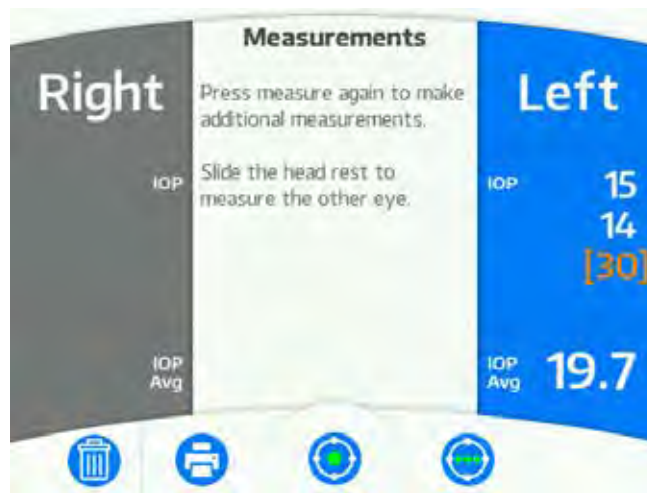 Measurements
Right
Press measure again to make
additional measurements.
Left
IOP
Slide the head rest to
measure the other eye.
IOP
15
14
[30]
IOP
Avg
IOP
Avg
19.7